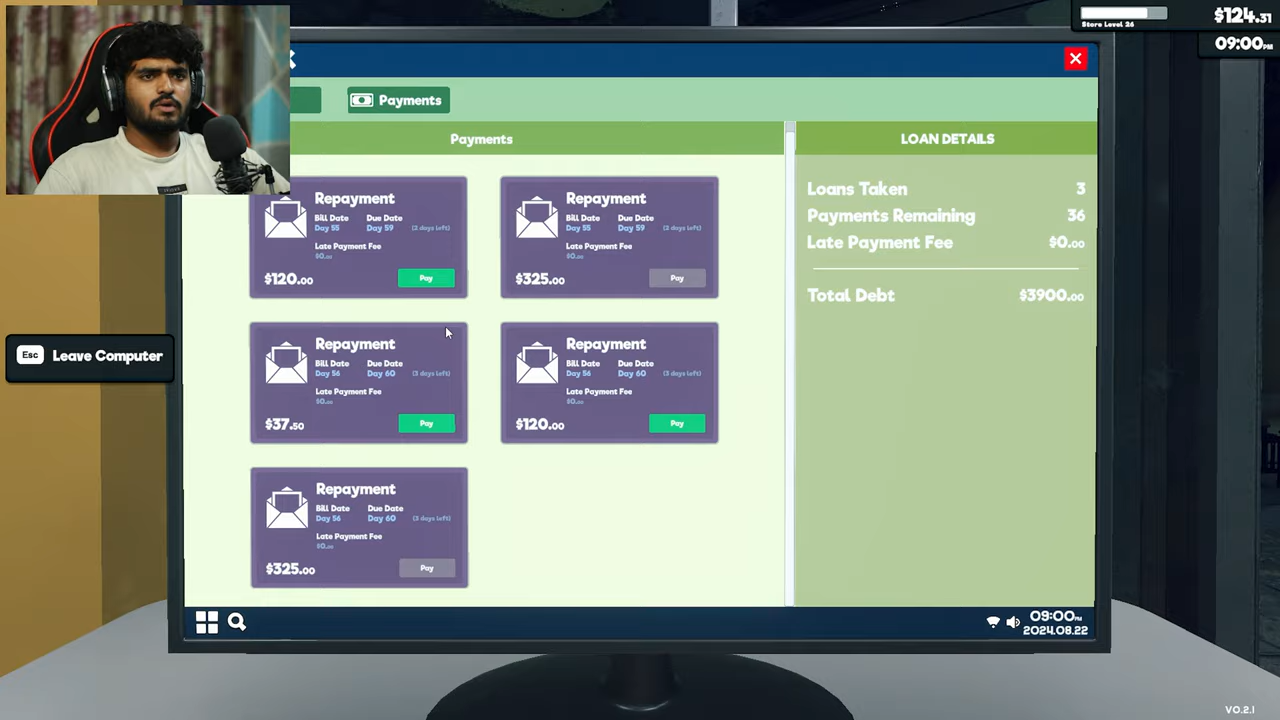 Store Level 26
$124.31
09:00PM
Payments
Payments
LOAN DETAILS
Repayment
Bill Date Due Date
Day 55 Day 59 (2 days left)
Late Payment Fee
$0.00
$120.00 Pay
Repayment
Bill Date Due Date
Day 55 Day 59 (2 days left)
Late Payment Fee
$0.00
$325.00 Pay
Loans Taken 3
Payments Remaining 36
Late Payment Fee $0.00
Total Debt $3900.00
Esc Leave Computer
Repayment
Bill Date Due Date
Day 56 Day 60 (3 days left)
Late Payment Fee
$0.00
$37.50 Pay
Repayment
Bill Date Due Date
Day 56 Day 60 (3 days left)
Late Payment Fee
$0.00
$120.00 Pay
Repayment
Bill Date Due Date
Day 56 Day 60 (3 days left)
Late Payment Fee
$0.00
$325.00 Pay
09:00PM
2024.08.22
V0.2.1